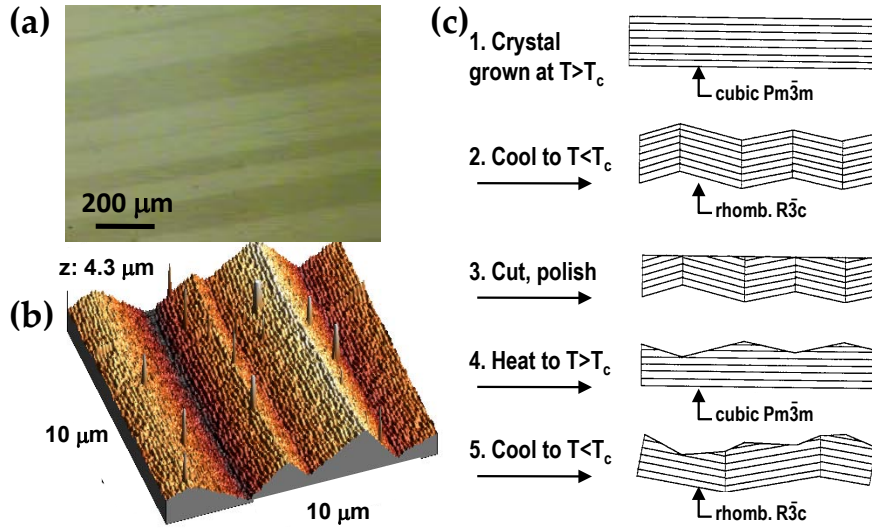 (a)
200 μm
z: 4.3 μm
(b)
10 μm
10 μm
(c)
1. Crystal
grown at T>Tc
cubic Pm3̄m
2. Cool to T<Tc
rhomb. R3̄c
3. Cut, polish
4. Heat to T>Tc
cubic Pm3̄m
5. Cool to T<Tc
rhomb. R3̄c